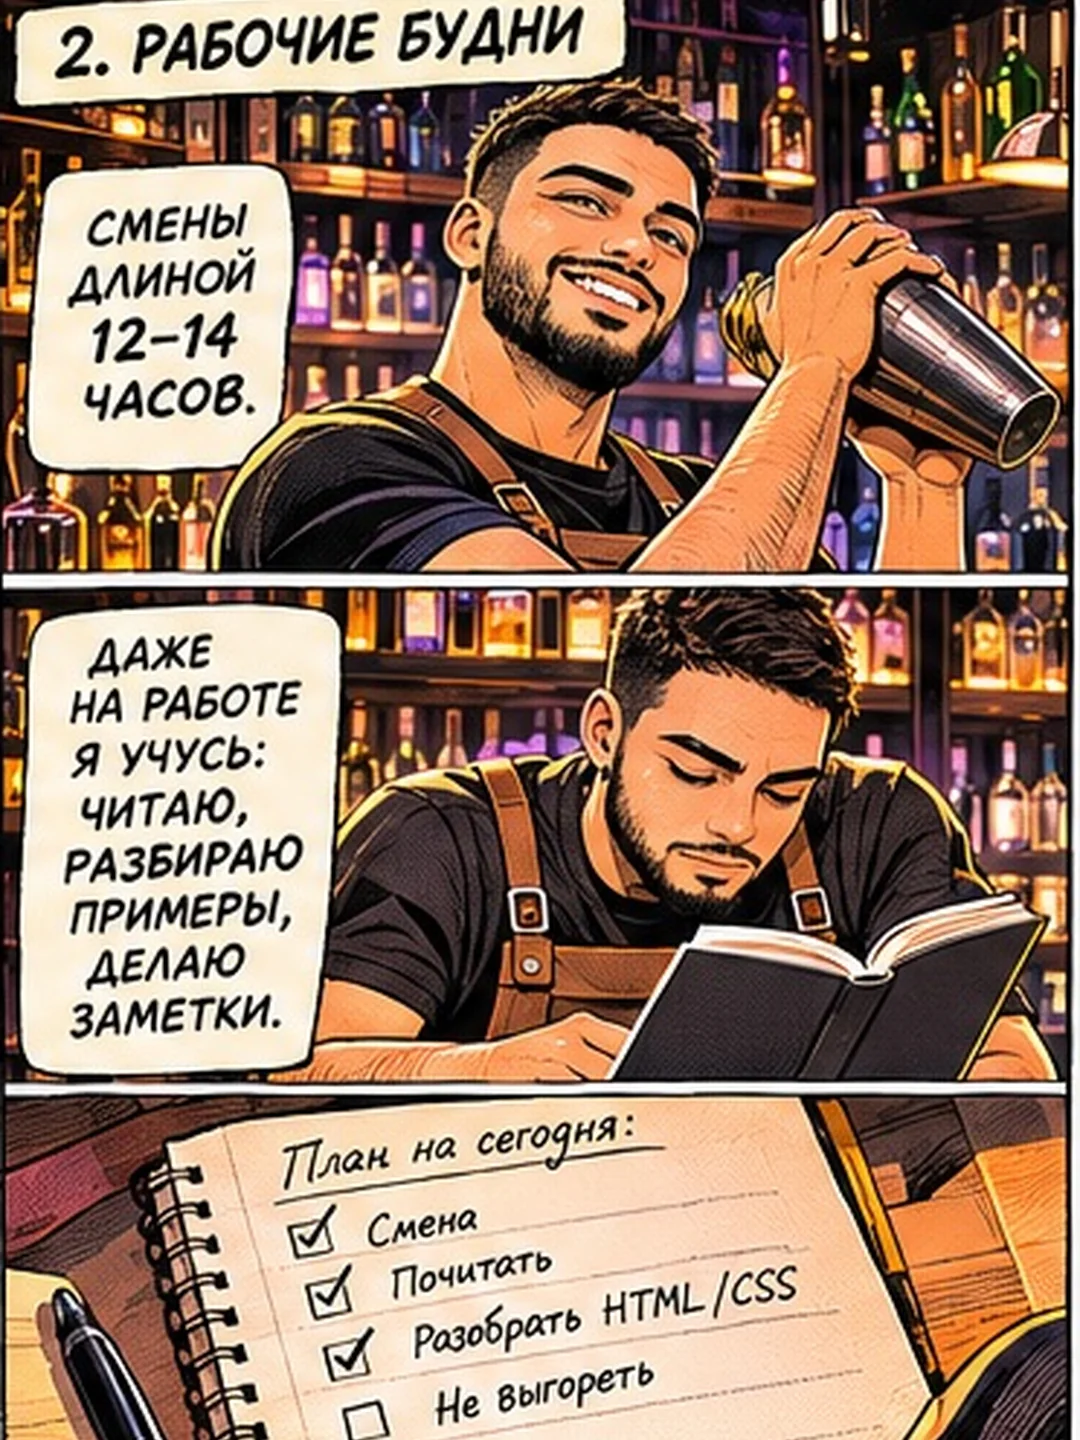 2. РАБОЧИЕ БУДНИ
СМЕНЫ
ДЛИНОЙ
12–14
ЧАСОВ.
ДАЖЕ
НА РАБОТЕ
Я УЧУСЬ:
ЧИТАЮ,
РАЗБИРАЮ
ПРИМЕРЫ,
ДЕЛАЮ
ЗАМЕТКИ.
План на сегодня:
Смена
Почитать
Разобрать HTML/CSS
Не выгореть